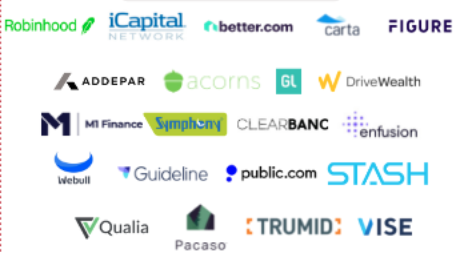 Robinhood iCapital NETWORK better.com carta FIGURE
ADDEPAR acorns GL DriveWealth
M1 Finance Symphony CLEARBANC enfusion
Webull Guideline public.com STASH
Qualia Pacaso TRUMID VISE